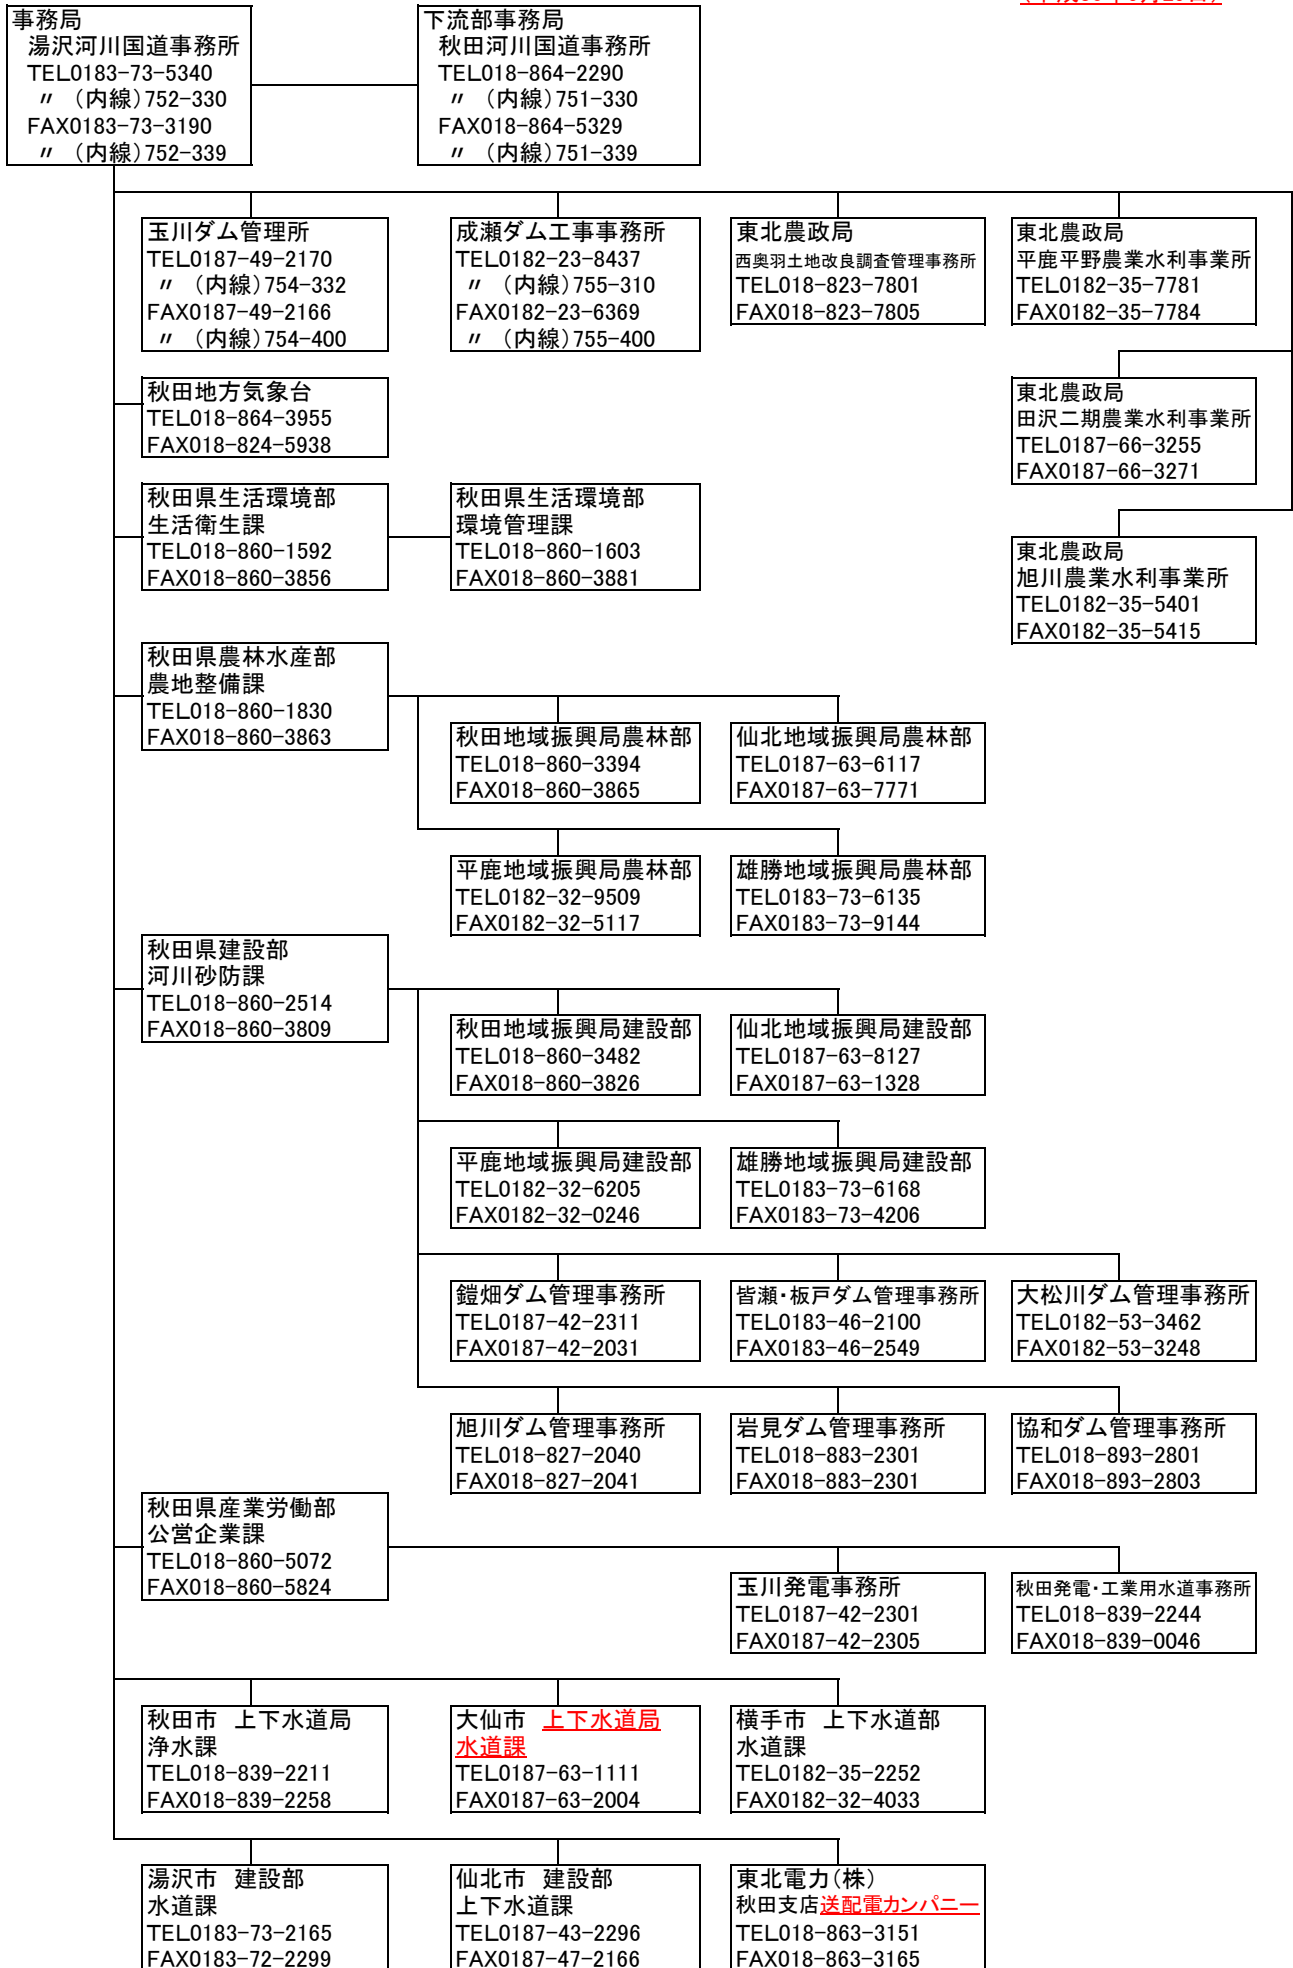 事務局
湯沢河川国道事務所
TEL0183-73-5340
〃 （内線）752-330
FAX0183-73-3190
〃 （内線）752-339
下流部事務局
秋田河川国道事務所
TEL018-864-2290
〃 （内線）751-330
FAX018-864-5329
〃 （内線）751-339
玉川ダム管理所
TEL0187-49-2170
〃 （内線）754-332
FAX0187-49-2166
〃 （内線）754-400
成瀬ダム工事事務所
TEL0182-23-8437
〃 （内線）755-310
FAX0182-23-6369
〃 （内線）755-400
東北農政局
西奥羽土地改良調査管理事務所
TEL018-823-7801
FAX018-823-7805
東北農政局
平鹿平野農業水利事業所
TEL0182-35-7781
FAX0182-35-7784
秋田地方気象台
TEL018-864-3955
FAX018-824-5938
東北農政局
田沢二期農業水利事業所
TEL0187-66-3255
FAX0187-66-3271
秋田県生活環境部
生活衛生課
TEL018-860-1592
FAX018-860-3856
秋田県生活環境部
環境管理課
TEL018-860-1603
FAX018-860-3881
東北農政局
旭川農業水利事業所
TEL0182-35-5401
FAX0182-35-5415
秋田県農林水産部
農地整備課
TEL018-860-1830
FAX018-860-3863
秋田地域振興局農林部
TEL018-860-3394
FAX018-860-3865
仙北地域振興局農林部
TEL0187-63-6117
FAX0187-63-7771
平鹿地域振興局農林部
TEL0182-32-9509
FAX0182-32-5117
雄勝地域振興局農林部
TEL0183-73-6135
FAX0183-73-9144
秋田県建設部
河川砂防課
TEL018-860-2514
FAX018-860-3809
秋田地域振興局建設部
TEL018-860-3482
FAX018-860-3826
仙北地域振興局建設部
TEL0187-63-8127
FAX0187-63-1328
平鹿地域振興局建設部
TEL0182-32-6205
FAX0182-32-0246
雄勝地域振興局建設部
TEL0183-73-6168
FAX0183-73-4206
鎧畑ダム管理事務所
TEL0187-42-2311
FAX0187-42-2031
皆瀬・板戸ダム管理事務所
TEL0183-46-2100
FAX0183-46-2549
大松川ダム管理事務所
TEL0182-53-3462
FAX0182-53-3248
旭川ダム管理事務所
TEL018-827-2040
FAX018-827-2041
岩見ダム管理事務所
TEL018-883-2301
FAX018-883-2301
協和ダム管理事務所
TEL018-893-2801
FAX018-893-2803
秋田県産業労働部
公営企業課
TEL018-860-5072
FAX018-860-5824
玉川発電事務所
TEL0187-42-2301
FAX0187-42-2305
秋田発電・工業用水道事務所
TEL018-839-2244
FAX018-839-0046
秋田市 上下水道局
浄水課
TEL018-839-2211
FAX018-839-2258
大仙市 上下水道局
水道課
TEL0187-63-1111
FAX0187-63-2004
横手市 上下水道部
水道課
TEL0182-35-2252
FAX0182-32-4033
湯沢市 建設部
水道課
TEL0183-73-2165
FAX0183-72-2299
仙北市 建設部
上下水道課
TEL0187-43-2296
FAX0187-47-2166
東北電力（株）
秋田支店送配電カンパニー
TEL018-863-3151
FAX018-863-3165